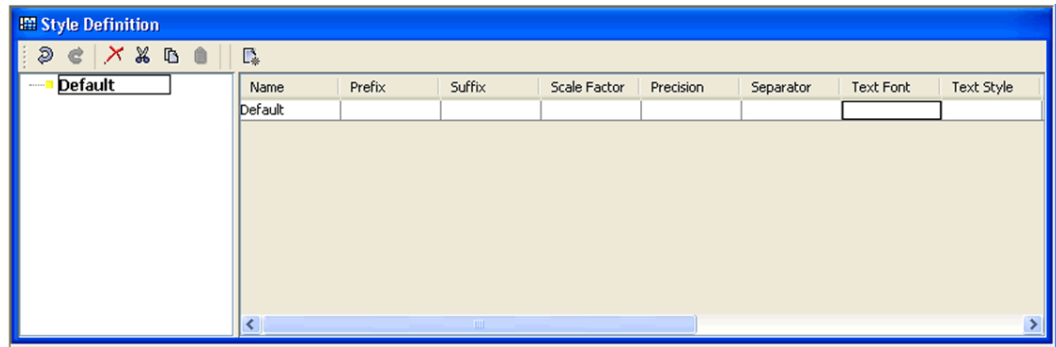 Style Definition
Default
Name Prefix Suffix Scale Factor Precision Separator Text Font Text Style
Default